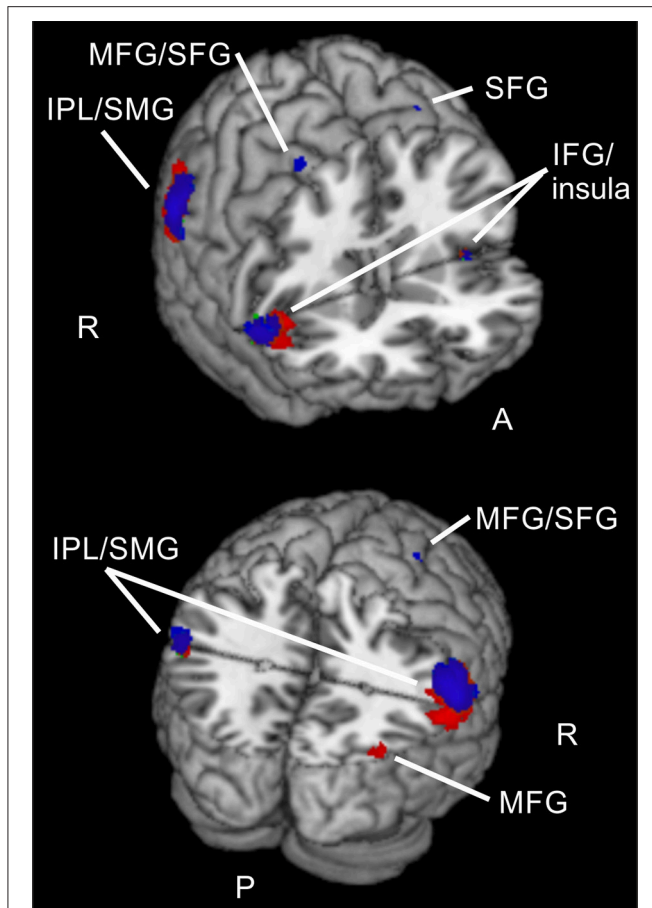 MFG/SFG
SFG
IPL/SMG
IFG/
insula
R
A
MFG/SFG
IPL/SMG
R
MFG
P